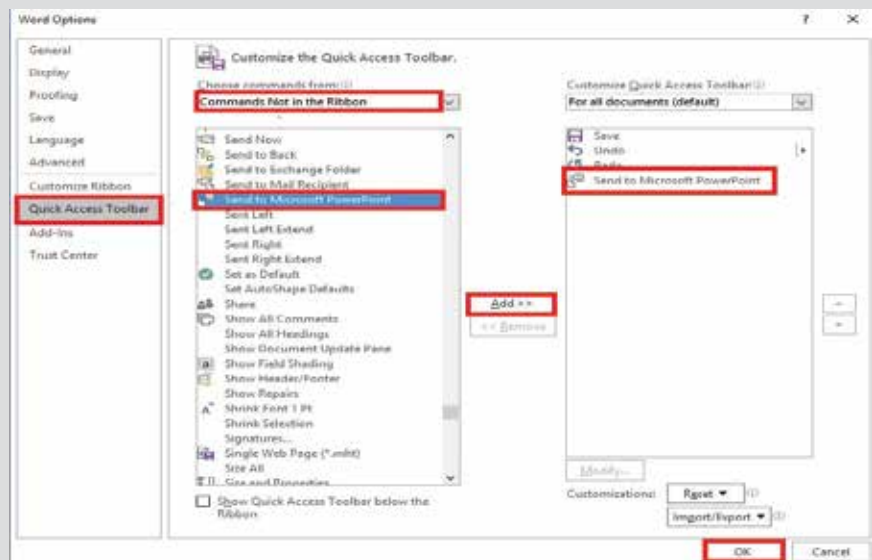 Word Options
?
×
General
Display
Proofing
Save
Language
Advanced
Customize Ribbon
Quick Access Toolbar
Add-Ins
Trust Center
Customize the Quick Access Toolbar.
Choose commands from:
Commands Not in the Ribbon
Send Now
Send to Back
Send to Exchange Folder
Send to Mail Recipient
Send to Microsoft PowerPoint
Sent Left
Sent Left Extend
Sent Right
Sent Right Extend
Set as Default
Set AutoShape Defaults
Share
Show All Comments
Show All Headings
Show Document Update Pane
Show Field Shading
Show Header/Footer
Show Repairs
Shrink Font 1 Pt
Shrink Selection
Signatures...
Single Web Page (*.mht)
Size All
Size and Properties
Show Quick Access Toolbar below the
Ribbon
Add >>
<< Remove
Customize Quick Access Toolbar:
For all documents (default)
Save
Undo
Redo
Send to Microsoft PowerPoint
Modify...
Customizations:
Reset
Import/Export
OK
Cancel